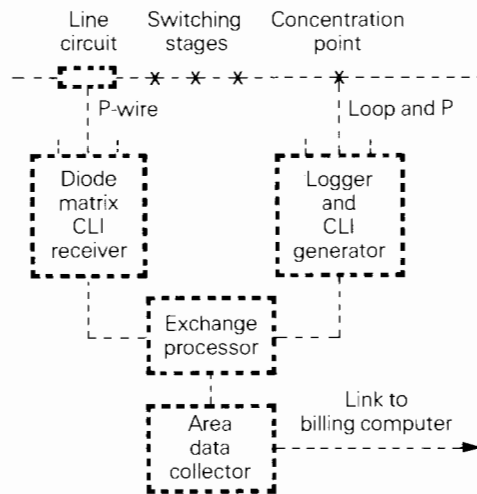 Line
circuit
Switching
stages
Concentration
point
P-wire
Loop and P
Diode
matrix
CLI
receiver
Logger
and
CLI
generator
Exchange
processor
Area
data
collector
Link to
billing computer